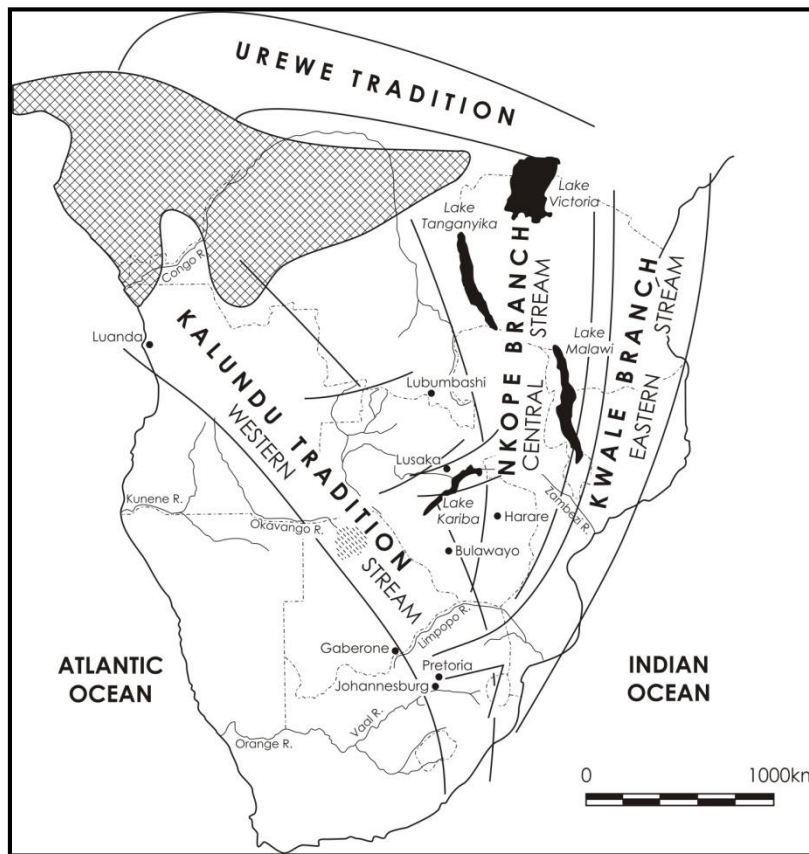 UREWE TRADITION
Lake
Victoria
Lake
Tanganyika
Congo R.
NKOPE BRANCH
CENTRAL STREAM
KWALE BRANCH
EASTERN STREAM
Luanda
KALUNDU TRADITION
WESTERN STREAM
Lake
Malawi
Lubumbashi
Lusaka
Kunene R.
Okavango R.
Lake
Kariba
Harare
Zambezi R.
Bulawayo
Limpopo R.
Gaberone
ATLANTIC
OCEAN
Pretoria
Johannesburg
INDIAN
OCEAN
Vaal R.
Orange R.
0 1000km